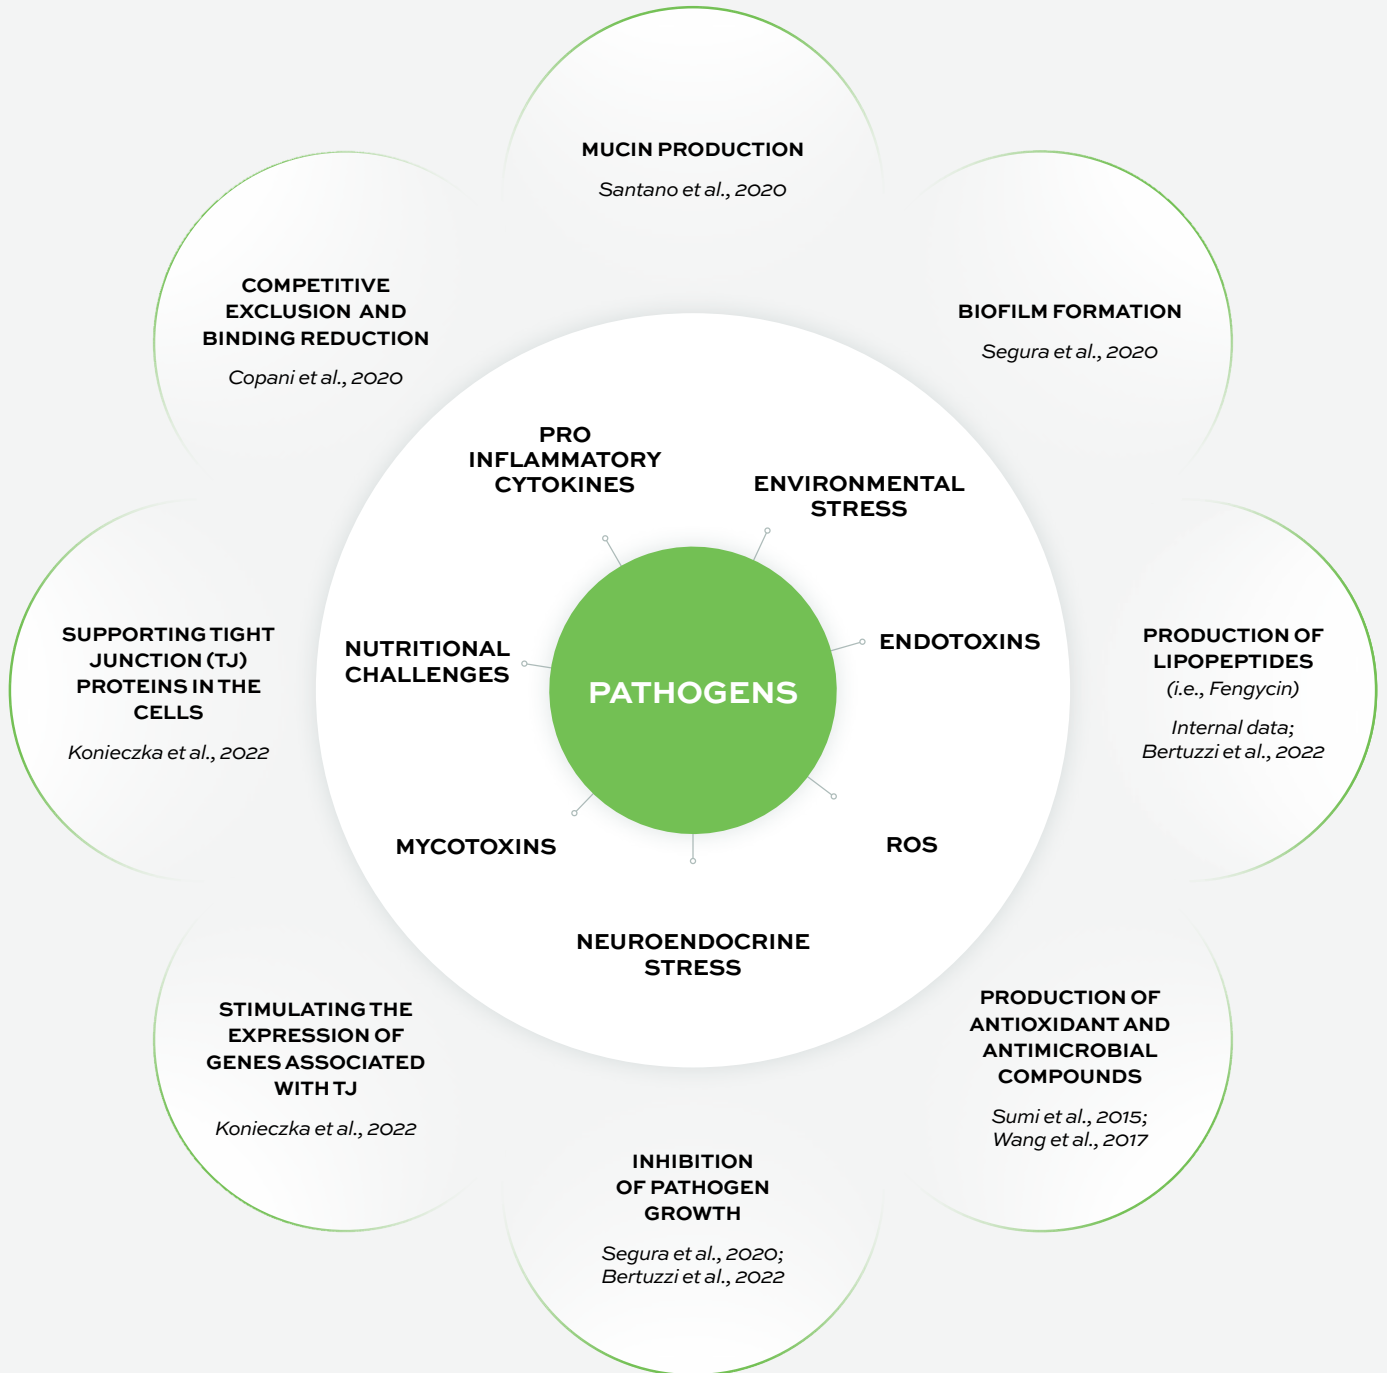 MUCIN PRODUCTION
Santano et al., 2020
COMPETITIVE
EXCLUSION AND
BINDING REDUCTION
Copani et al., 2020
BIOFILM FORMATION
Segura et al., 2020
PRO
INFLAMMATORY
CYTOKINES
ENVIRONMENTAL
STRESS
NUTRITIONAL
CHALLENGES
ENDOTOXINS
PATHOGENS
MYCOTOXINS
ROS
NEUROENDOCRINE
STRESS
SUPPORTING TIGHT
JUNCTION (TJ)
PROTEINS IN THE
CELLS
Konieczka et al., 2022
PRODUCTION OF
LIPOPEPTIDES
(i.e., Fengycin)
Internal data;
Bertuzzi et al., 2022
STIMULATING THE
EXPRESSION OF
GENES ASSOCIATED
WITH TJ
Konieczka et al., 2022
PRODUCTION OF
ANTIOXIDANT AND
ANTIMICROBIAL
COMPOUNDS
Sumi et al., 2015;
Wang et al., 2017
INHIBITION
OF PATHOGEN
GROWTH
Segura et al., 2020;
Bertuzzi et al., 2022